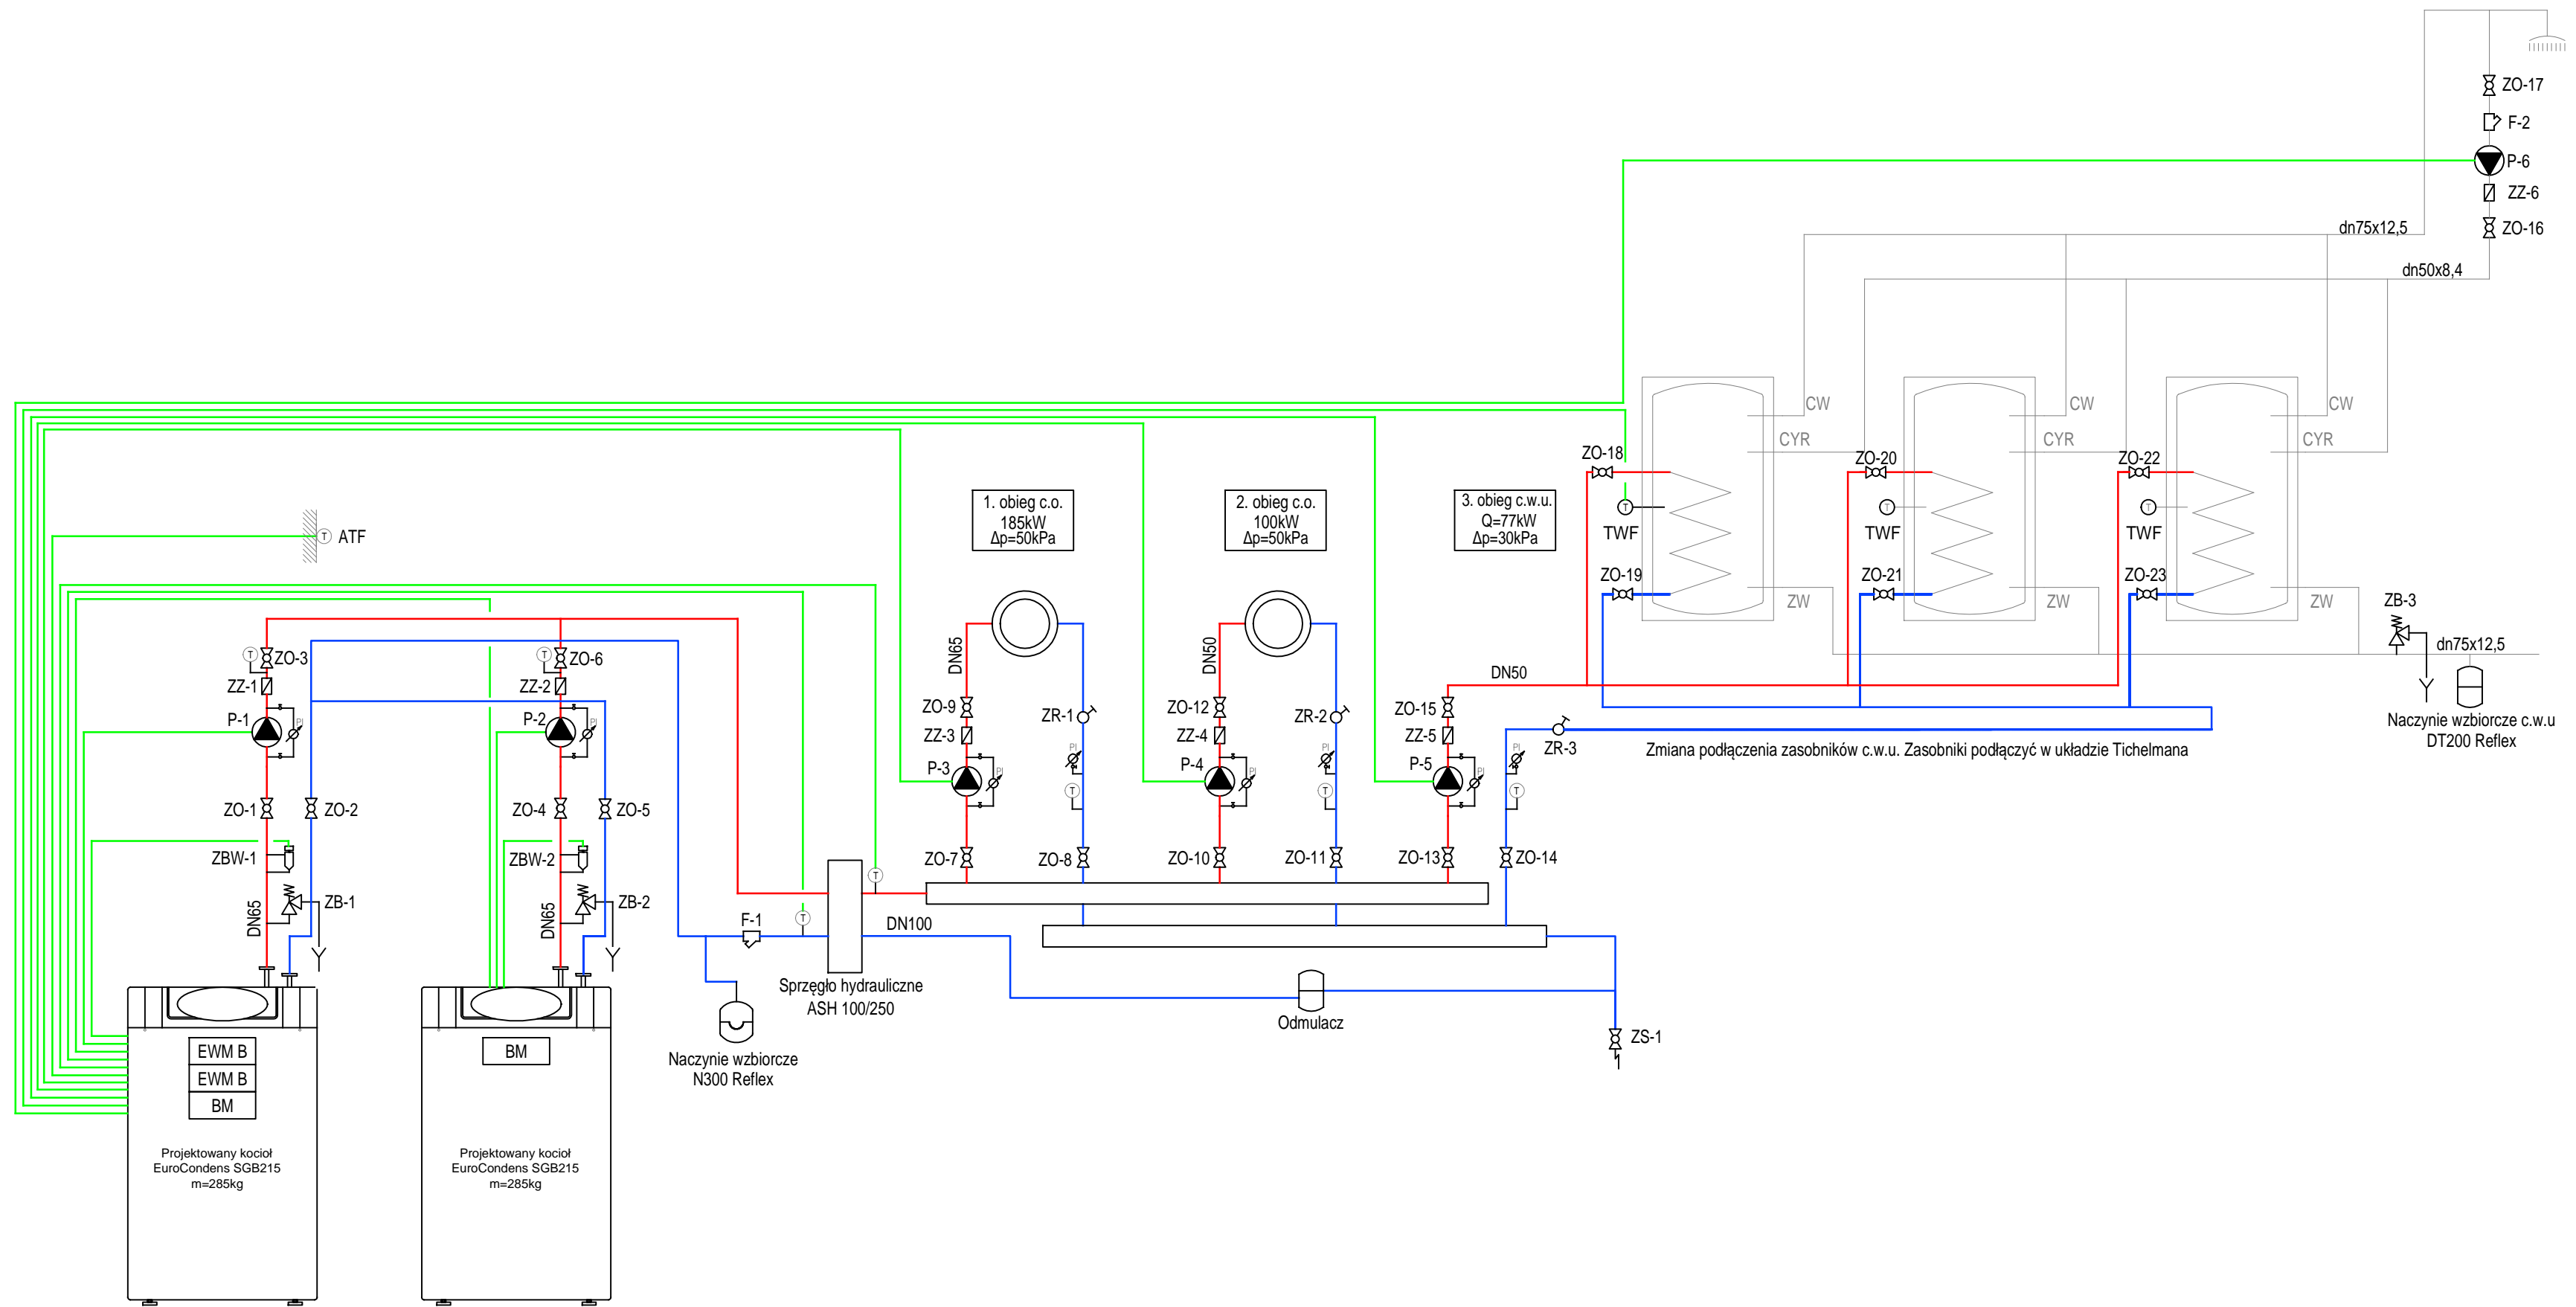 ZO-17
F-2
P-6
ZZ-6
ZO-16
dn75x12,5
dn50x8,4
CW
CW
CW
CYR
CYR
CYR
ZO-18
ZO-20
ZO-22
1. obieg c.o.
185kW
Δp=50kPa
2. obieg c.o.
100kW
Δp=50kPa
3. obieg c.w.u.
Q=77kW
Δp=30kPa
T
TWF
T
TWF
T
TWF
T
ATF
ZO-19
ZO-21
ZO-23
ZW
ZW
ZW
ZB-3
dn75x12,5
Naczynie wzbiorcze c.w.u
DT200 Reflex
T
ZO-3
T
ZO-6
ZZ-1
ZZ-2
P-1
PI
P-2
PI
DN65
DN50
DN50
ZO-9
ZR-1
ZO-12
ZR-2
ZO-15
ZR-3
Zmiana podłączenia zasobników c.w.u. Zasobniki podłączyć w układzie Tichelmana
ZZ-3
ZZ-4
ZZ-5
P-3
PI
PI
P-4
PI
PI
P-5
PI
PI
T
T
T
ZO-1
ZO-2
ZO-4
ZO-5
ZBW-1
ZBW-2
ZO-7
ZO-8
ZO-10
ZO-11
ZO-13
ZO-14
T
DN65
ZB-1
DN65
ZB-2
F-1
T
DN100
Sprzęgło hydrauliczne
ASH 100/250
Odmulacz
ZS-1
Naczynie wzbiorcze
N300 Reflex
EWM B
EWM B
BM
BM
Projektowany kocioł
EuroCondens SGB215
m=285kg
Projektowany kocioł
EuroCondens SGB215
m=285kg